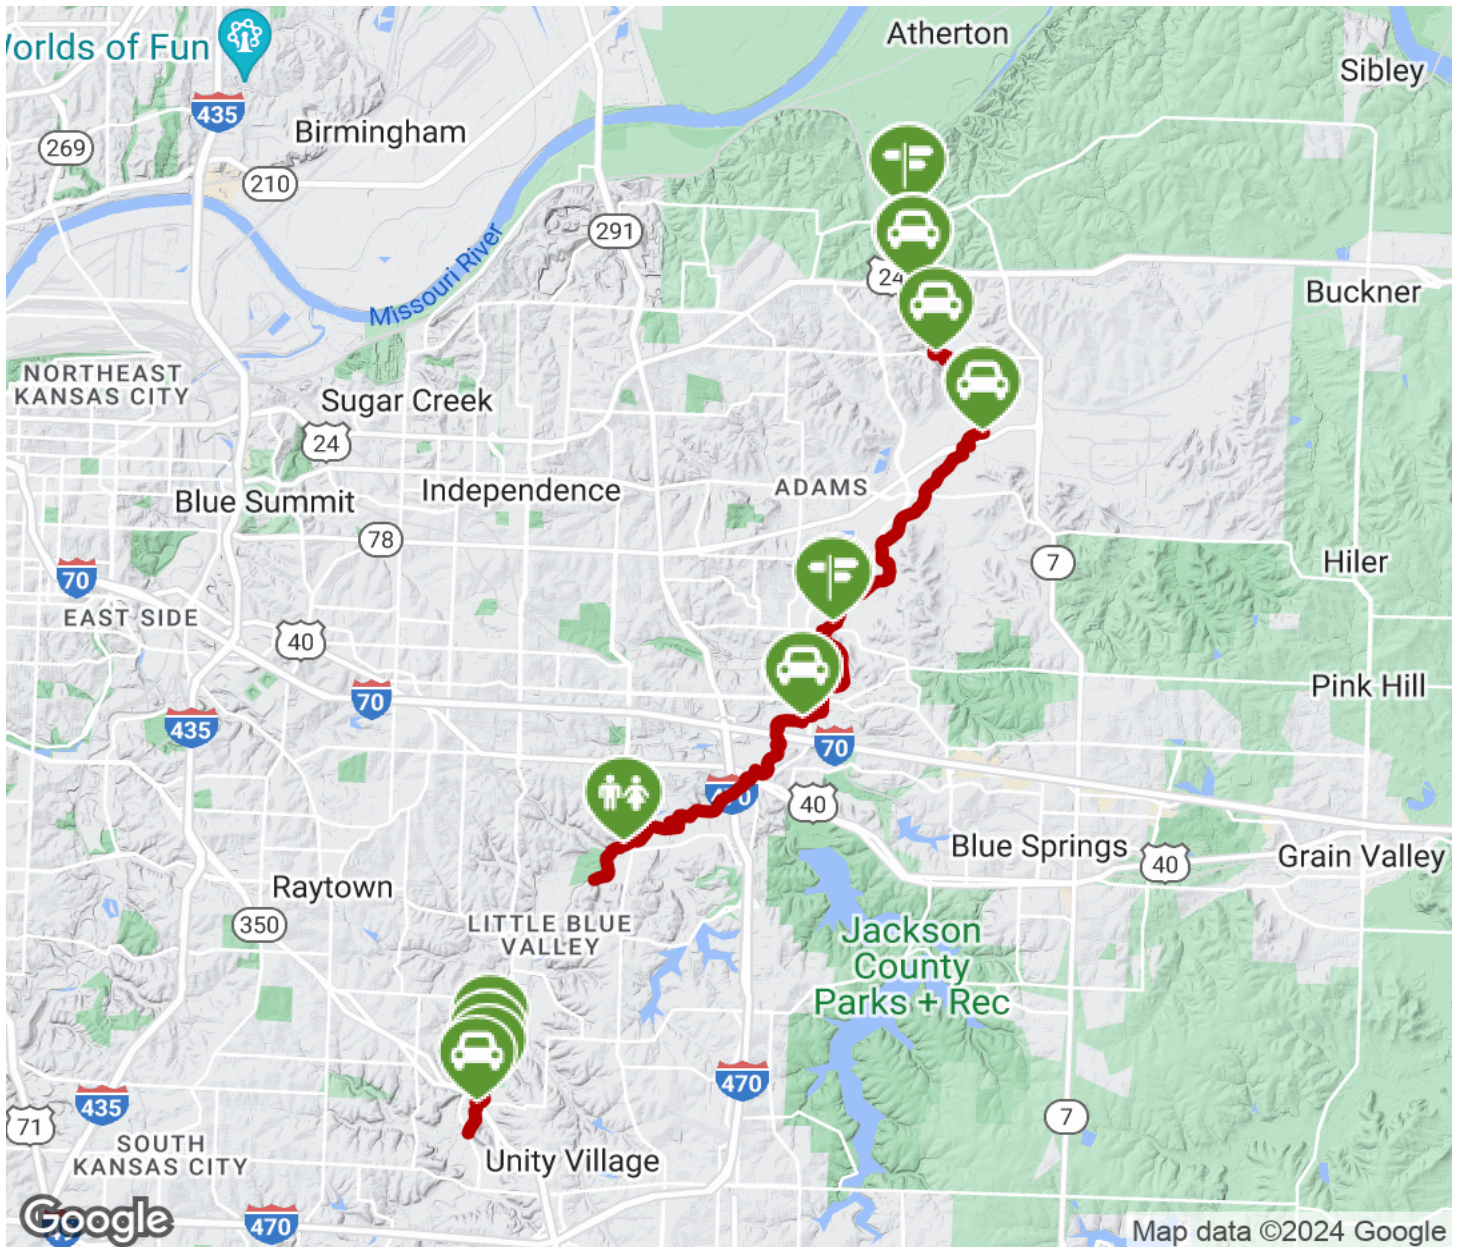 Atherton
Worlds of Fun
Sibley
435
Birmingham
269
210
291
Missouri River
24
Buckner
NORTHEAST
KANSAS CITY
Sugar Creek
24
Independence
ADAMS
Blue Summit
78
7
Hiler
70
EAST SIDE
40
Pink Hill
70
435
70
470
40
Blue Springs
40
Grain Valley
Raytown
350
LITTLE BLUE
VALLEY
Jackson
County
Parks + Rec
470
435
7
71
SOUTH
KANSAS CITY
Unity Village
Google
470
Map data ©2024 Google